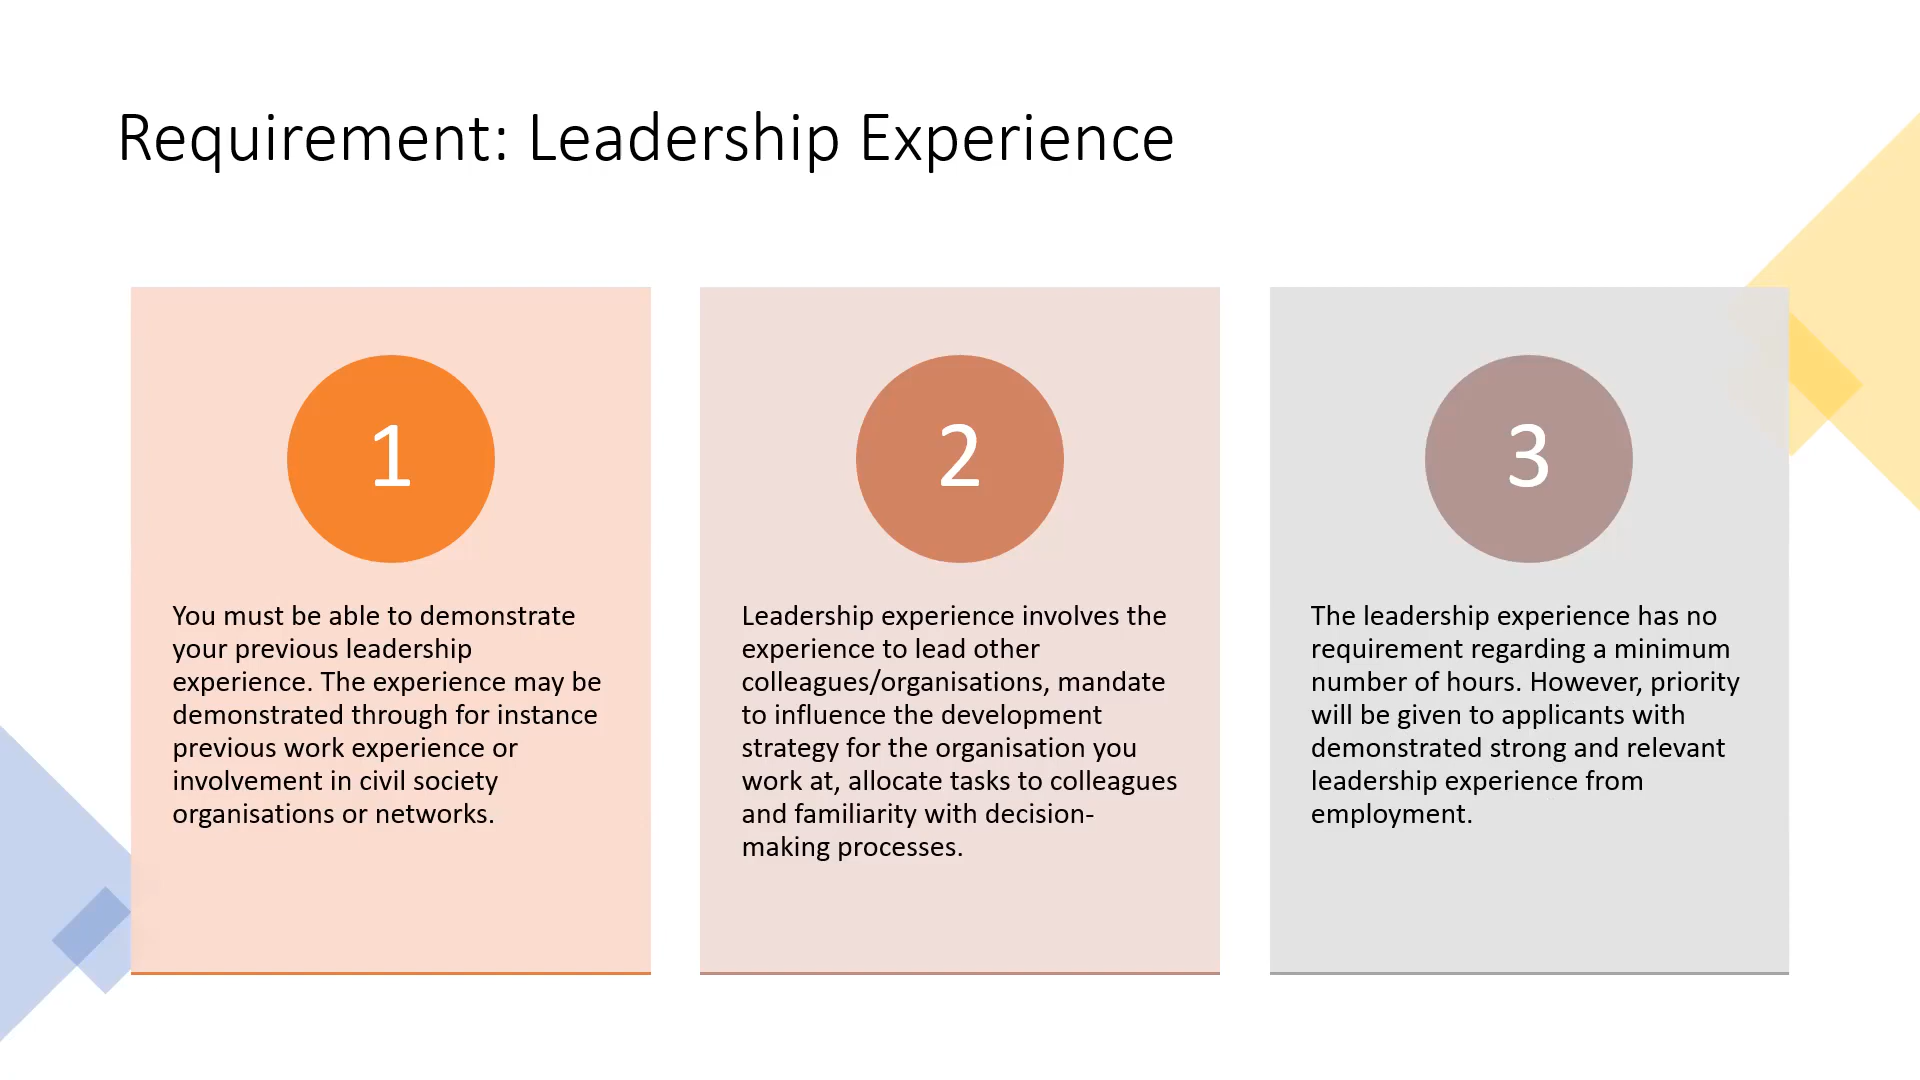 Requirement: Leadership Experience
1
You must be able to demonstrate
your previous leadership
experience. The experience may be
demonstrated through for instance
previous work experience or
involvement in civil society
organisations or networks.
2
Leadership experience involves the
experience to lead other
colleagues/organisations, mandate
to influence the development
strategy for the organisation you
work at, allocate tasks to colleagues
and familiarity with decision-
making processes.
3
The leadership experience has no
requirement regarding a minimum
number of hours. However, priority
will be given to applicants with
demonstrated strong and relevant
leadership experience from
employment.